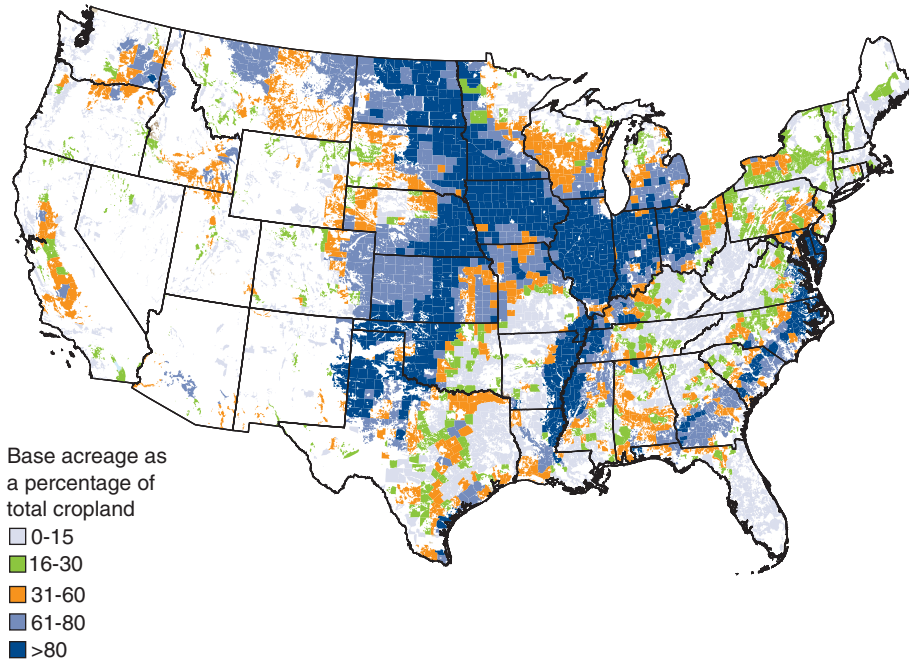 Base acreage as
a percentage of
total cropland
0-15
16-30
31-60
61-80
>80